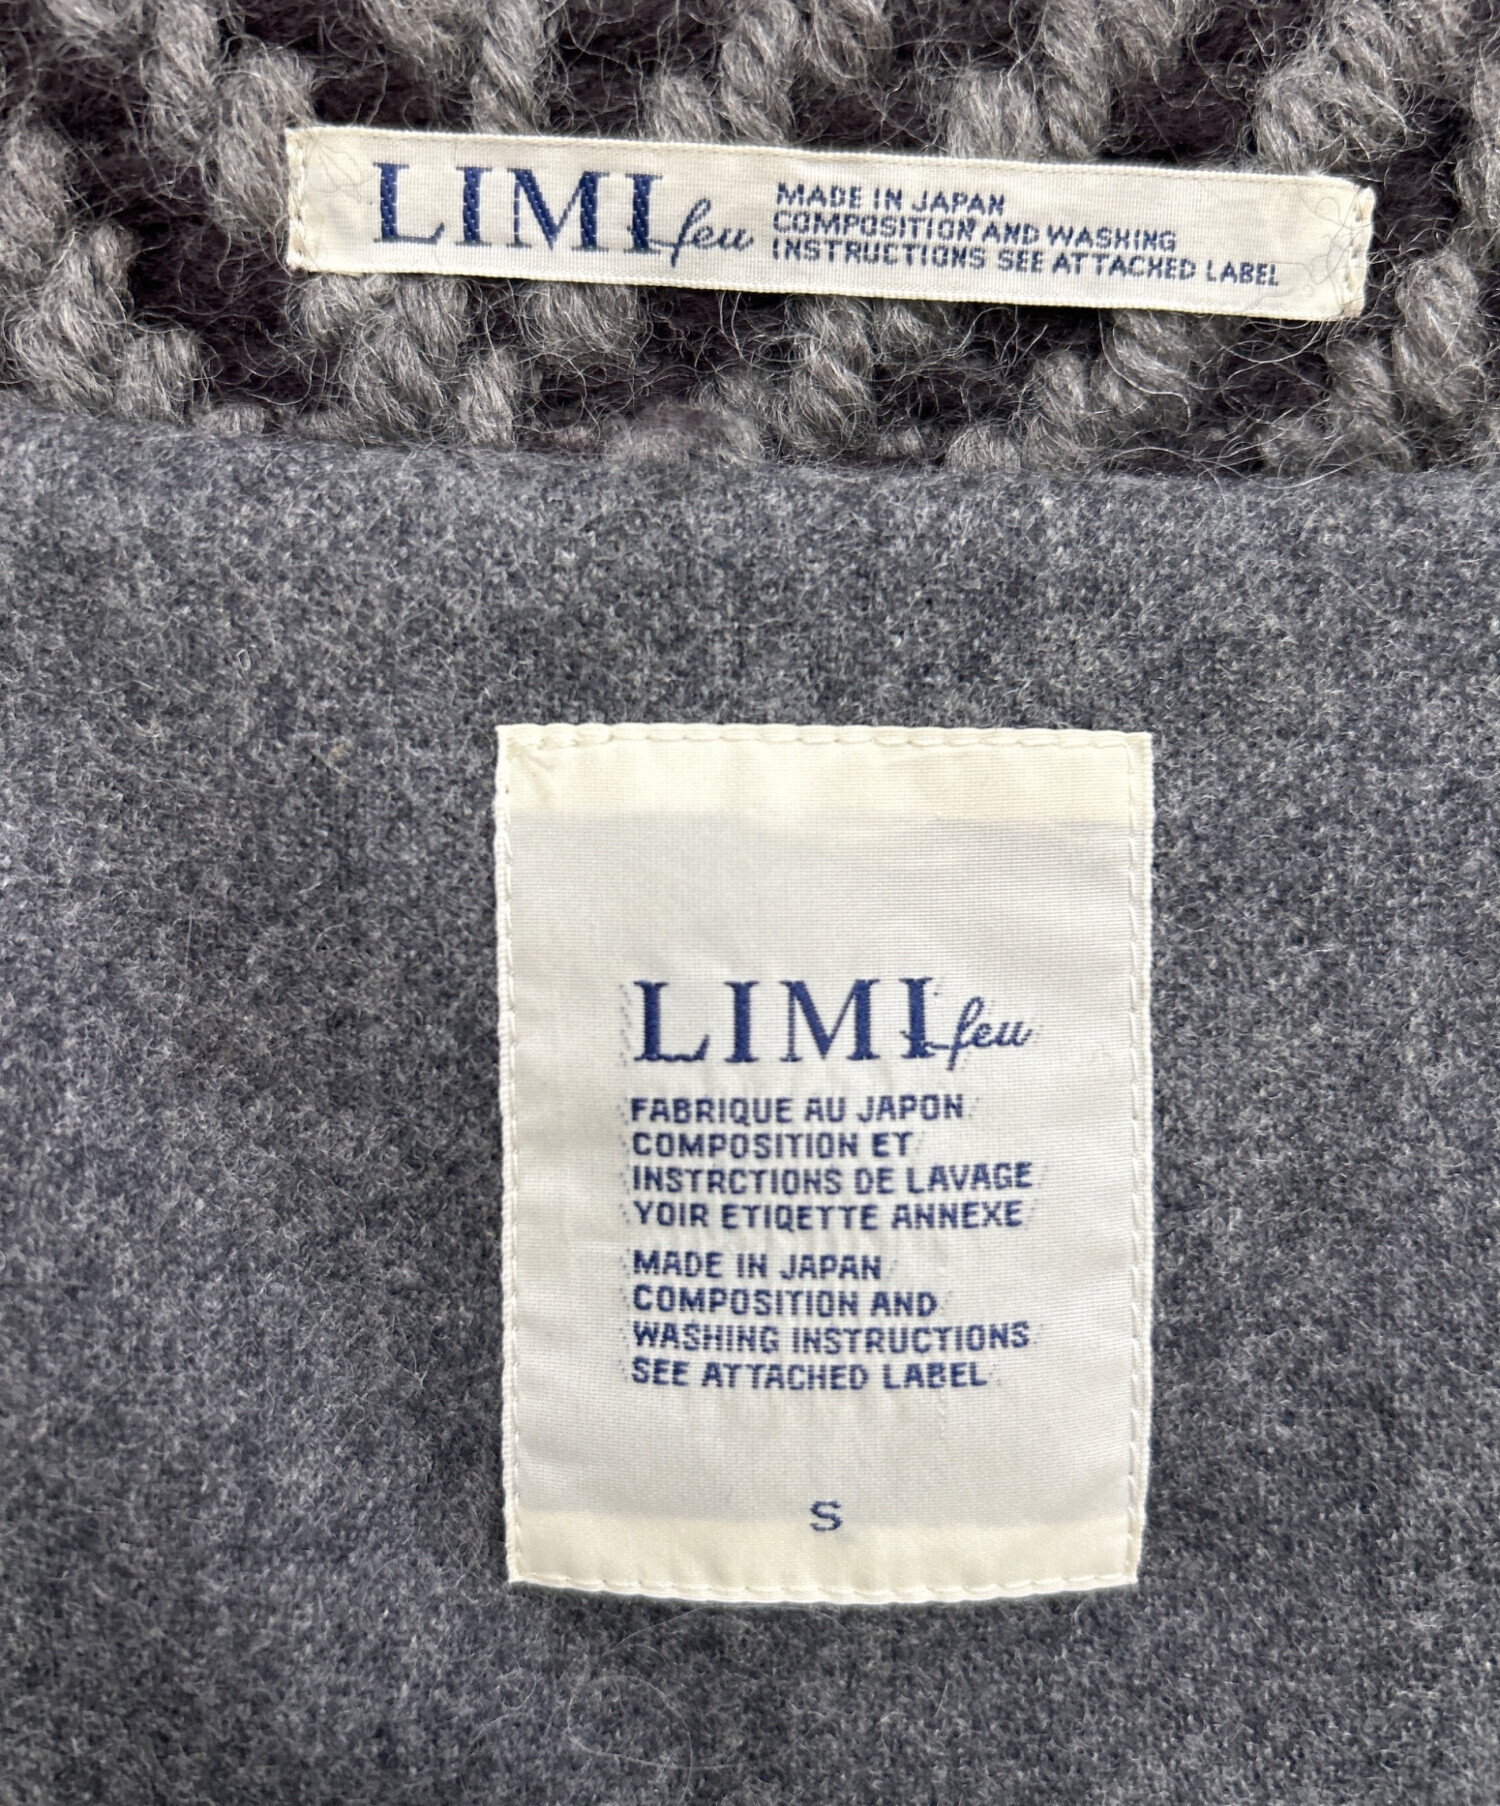 LIMI feu
MADE IN JAPAN
COMPOSITION AND WASHING
INSTRUCTIONS SEE ATTACHED LABEL
LIMI feu
FABRIQUE AU JAPON
COMPOSITION ET
INSTRCTIONS DE LAVAGE
VOIR ETIQETTE ANNEXE
MADE IN JAPAN
COMPOSITION AND
WASHING INSTRUCTIONS
SEE ATTACHED LABEL
S